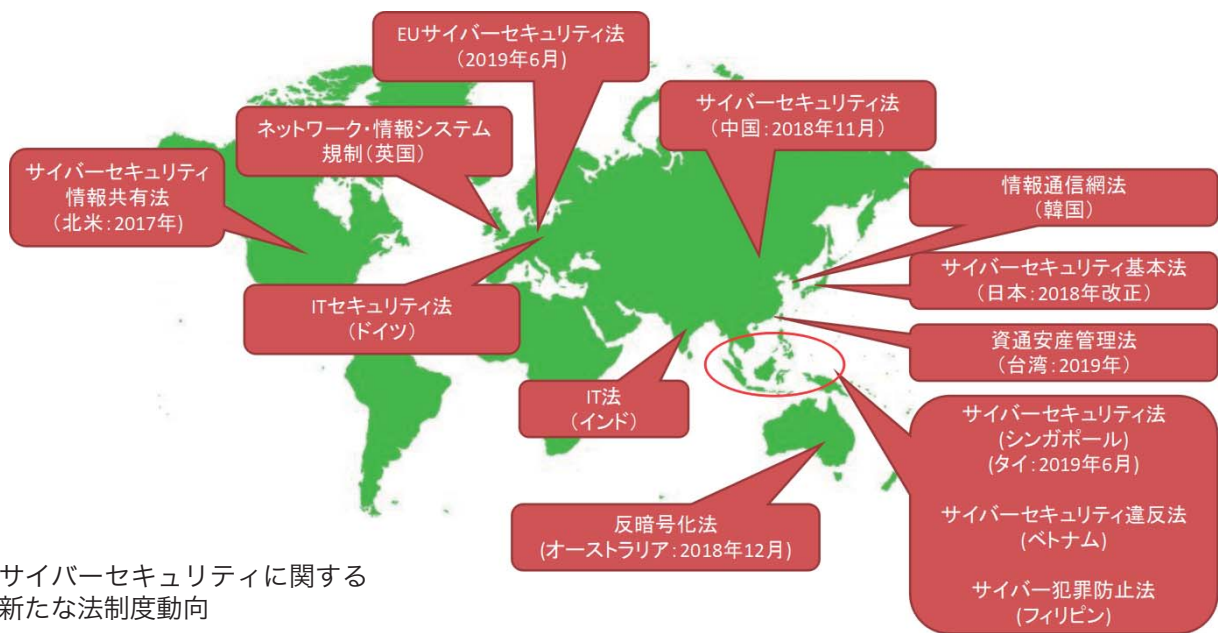 EUサイバーセキュリティ法
（2019年6月)
サイバーセキュリティ法
（中国：2018年11月）
ネットワーク・情報システム
規制（英国）
サイバーセキュリティ
情報共有法
（北米：2017年)
情報通信網法
（韓国）
サイバーセキュリティ基本法
（日本：2018年改正）
ITセキュリティ法
(ドイツ)
資通安産管理法
（台湾：2019年）
IT法
（インド）
サイバーセキュリティ法
(シンガポール)
(タイ：2019年6月)
サイバーセキュリティ違反法
(ベトナム)
サイバー犯罪防止法
(フィリピン)
反暗号化法
(オーストラリア：2018年12月)
サイバーセキュリティに関する
新たな法制度動向